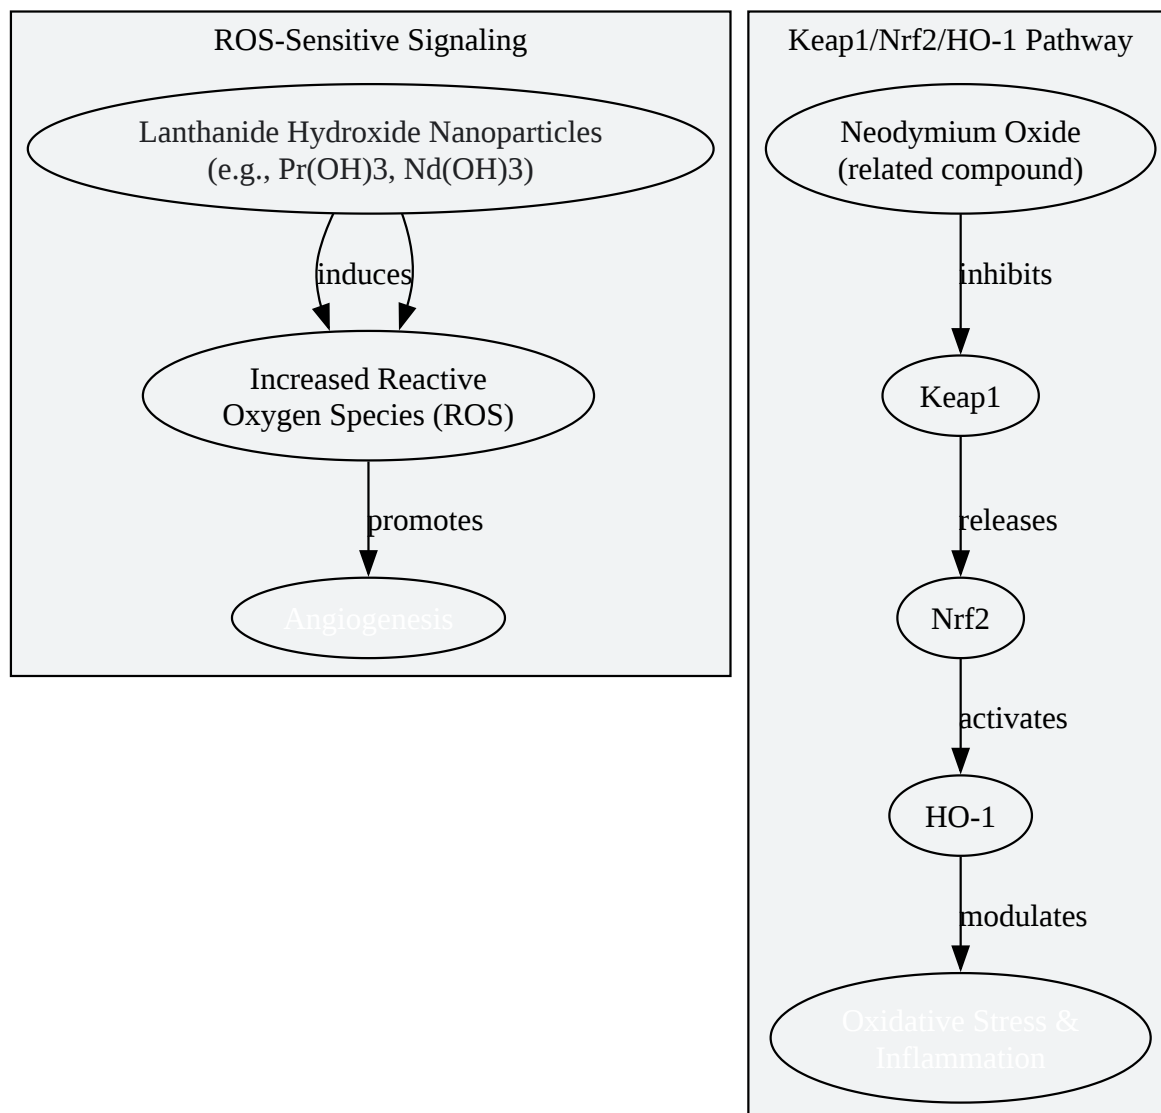 ROS-Sensitive Signaling
Lanthanide Hydroxide Nanoparticles
(e.g., Pr(OH)3, Nd(OH)3)
induces
Increased Reactive
Oxygen Species (ROS)
promotes
Angiogenesis
Keap1/Nrf2/HO-1 Pathway
Neodymium Oxide
(related compound)
inhibits
Keap1
releases
Nrf2
activates
HO-1
modulates
Oxidative Stress &
Inflammation